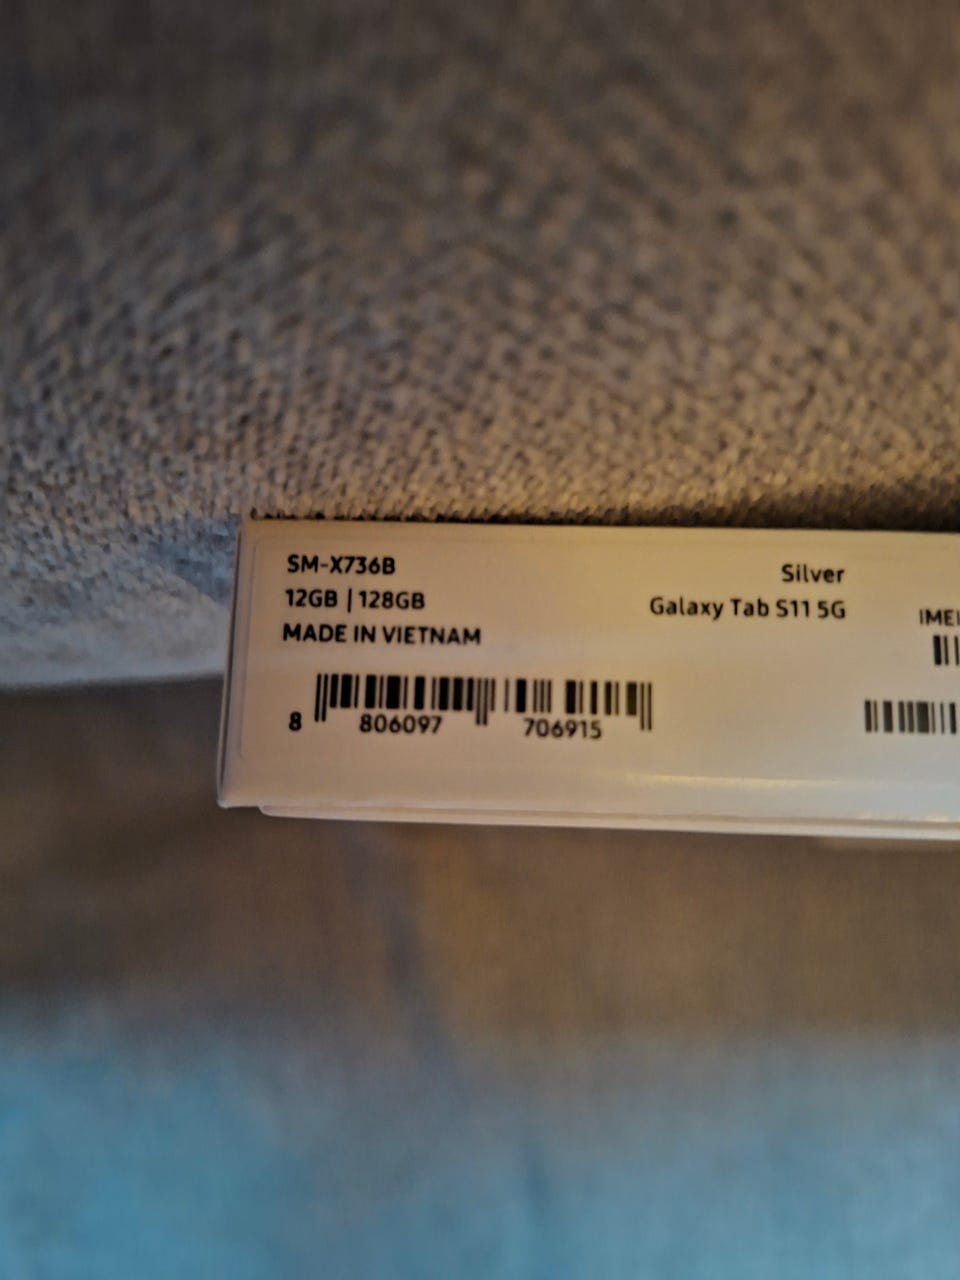 SM-X736B
12GB | 128GB
MADE IN VIETNAM
8 806097 706915
Silver
Galaxy Tab S11 5G
IMEI